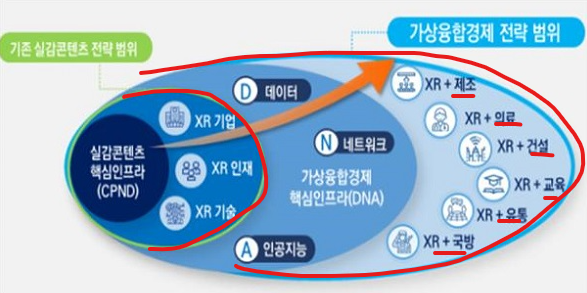 기존 실감콘텐츠 전략 범위
가상융합경제 전략 범위
D 데이터
XR + 제조
XR 기업
XR + 의료
N 네트워크
XR + 건설
실감콘텐츠
핵심인프라
(CPND)
XR 인재
가상융합경제
핵심인프라(DNA)
XR + 교육
XR 기술
XR + 유통
A 인공지능
XR + 국방